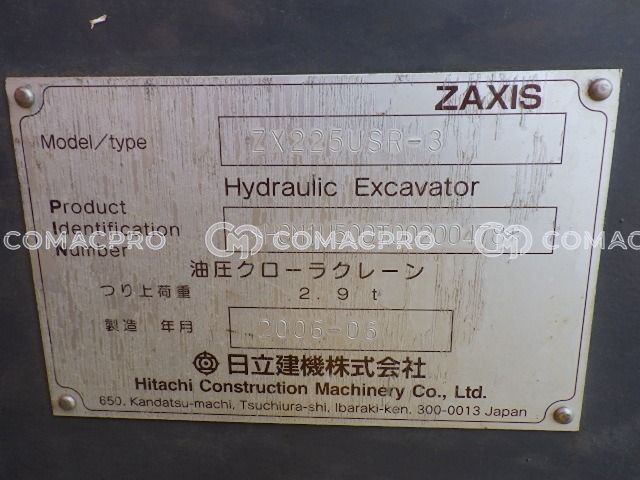 ZAXIS
Model/type ZX225USR-3
Hydraulic Excavator
Product
Identification
Number
COMACPRO COMACPRO COMACPRO
油圧クローラクレーン
つり上荷重 2.9t
製造 年月 2006-06
日立建機株式会社
Hitachi Construction Machinery Co., Ltd.
650, Kandatsu-machi, Tsuchiura-shi, Ibaraki-ken, 300-0013 Japan